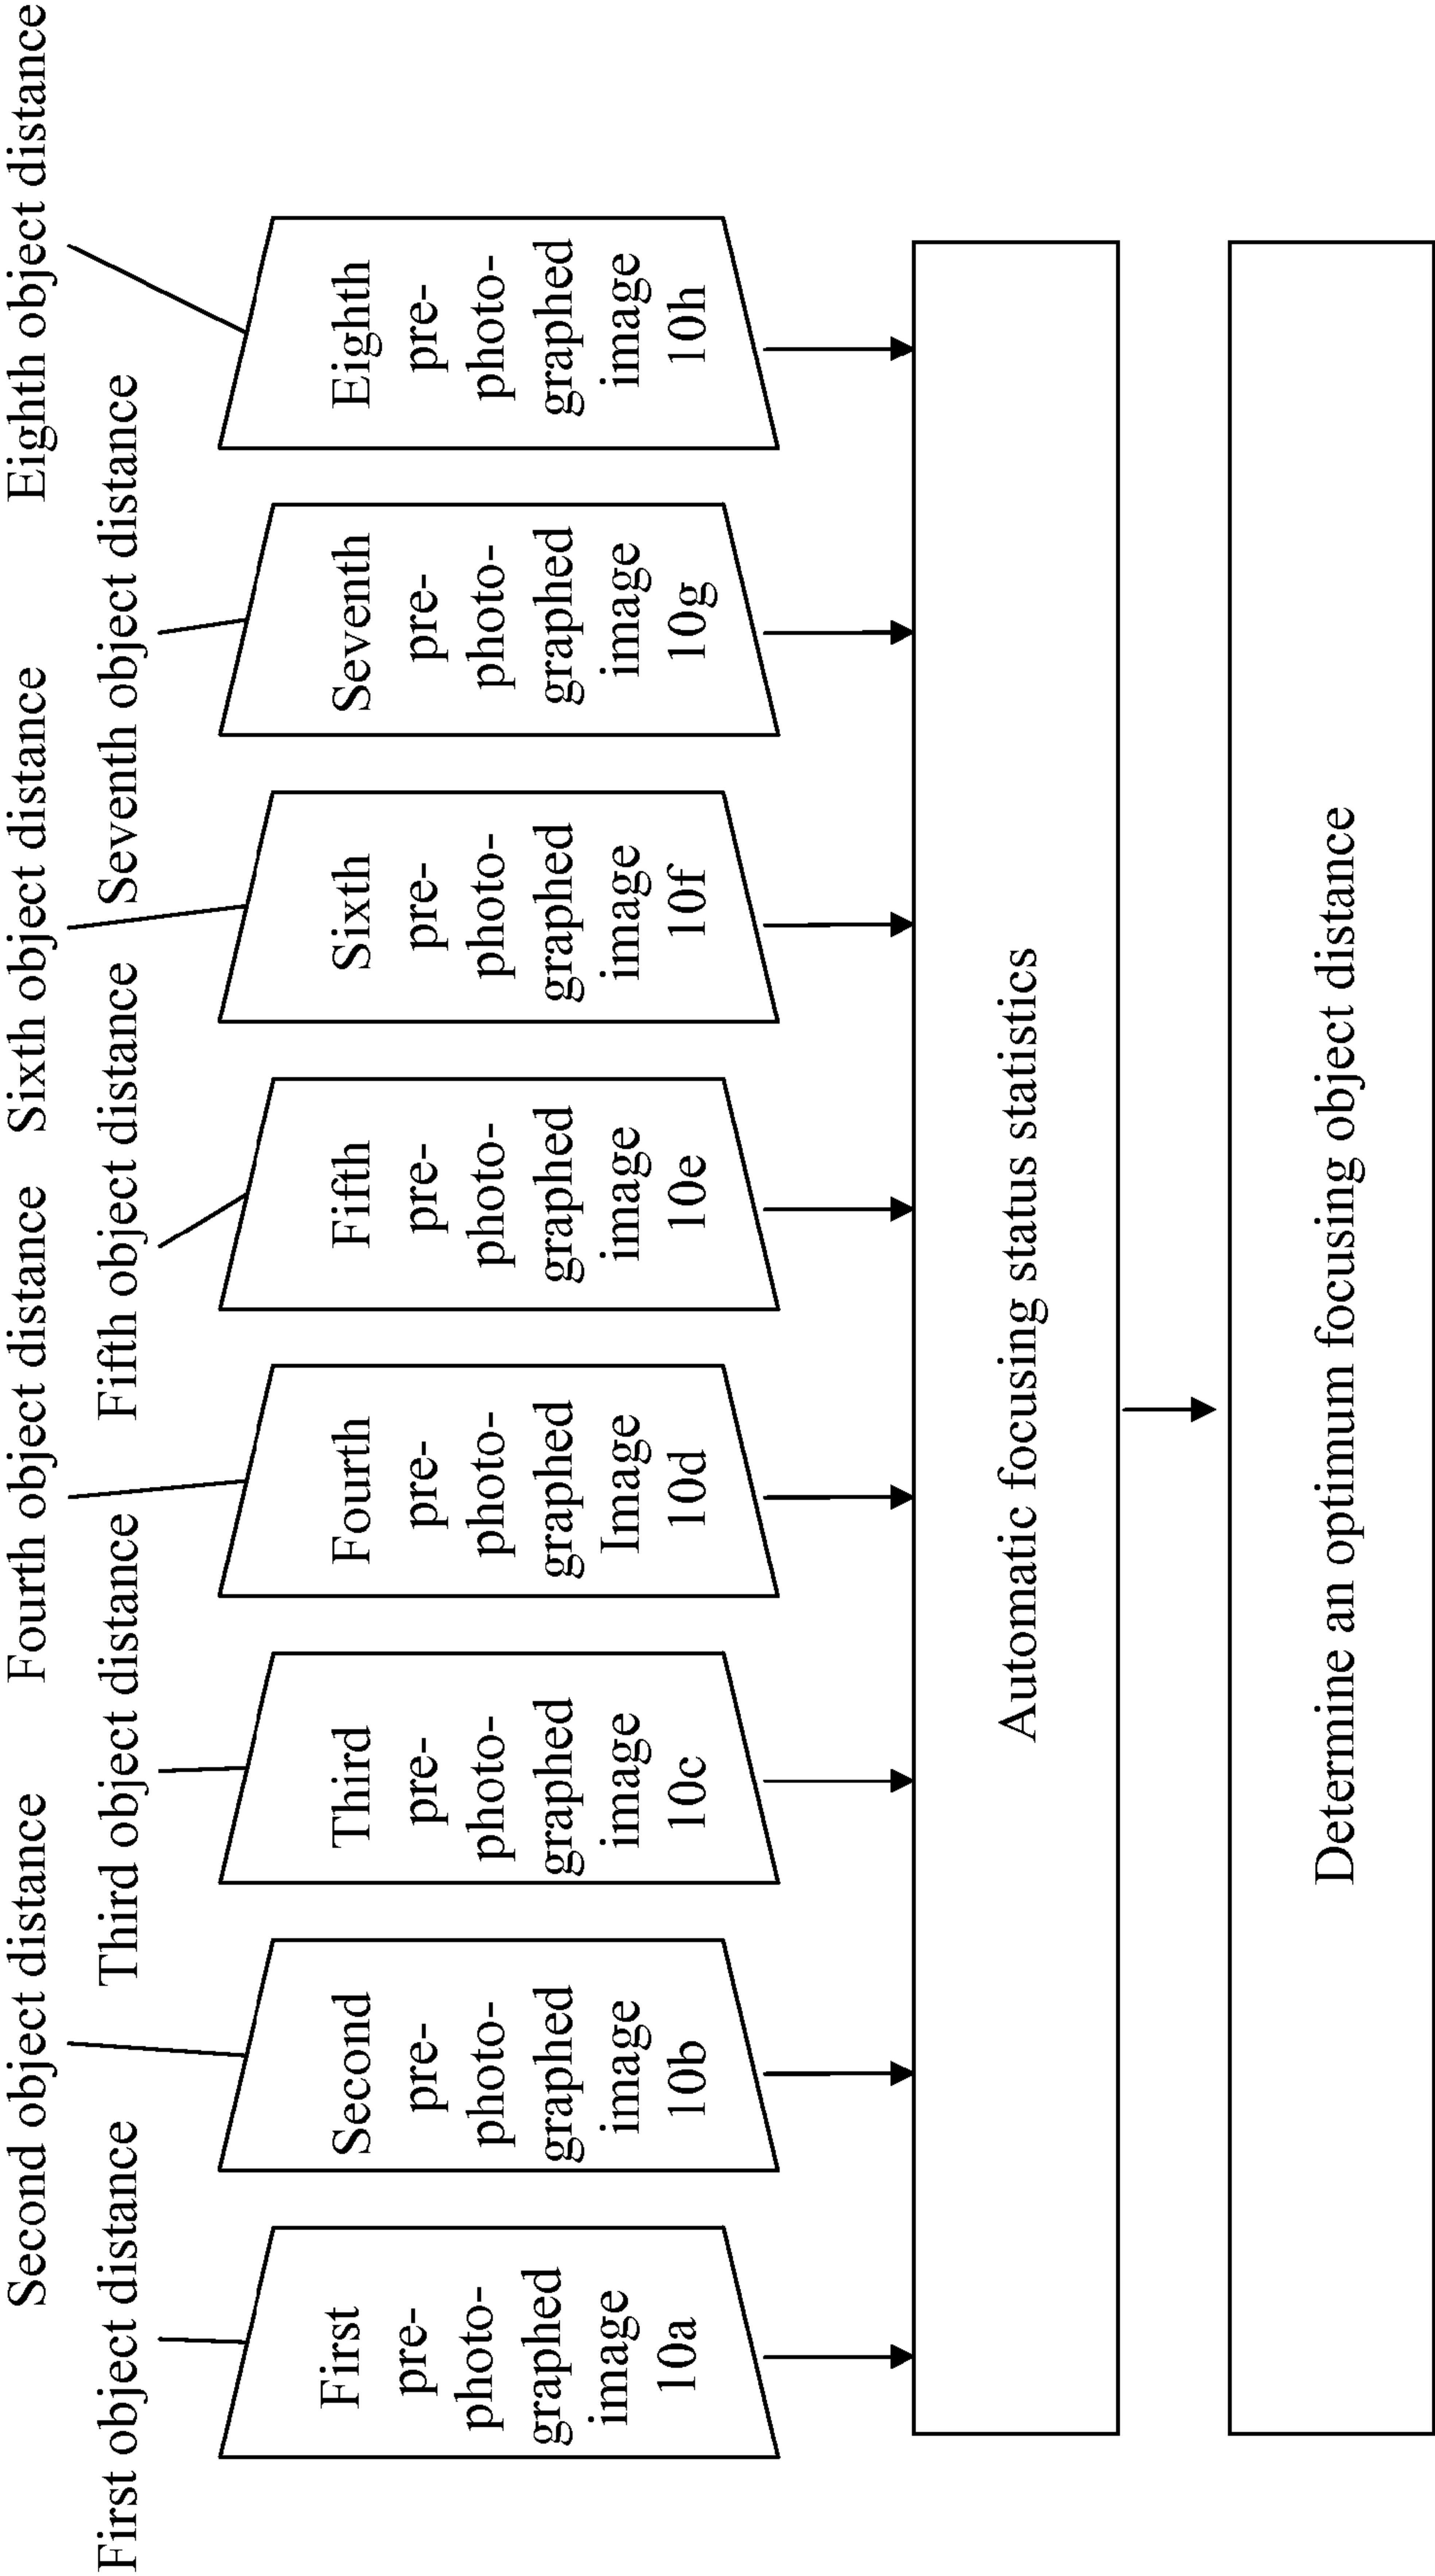 Second object distance
Fourth object distance
Sixth object distance
Eighth object distance
First object distance
Third object distance
Fifth object distance
Seventh object distance
First
pre-
photo-
graphed
image
10a
Second
pre-
photo-
graphed
image
10b
Third
pre-
photo-
graphed
image
10c
Fourth
pre-
photo-
graphed
Image
10d
Fifth
pre-
photo-
graphed
image
10e
Sixth
pre-
photo-
graphed
image
10f
Seventh
pre-
photo-
graphed
image
10g
Eighth
pre-
photo-
graphed
image
10h
Automatic focusing status statistics
Determine an optimum focusing object distance